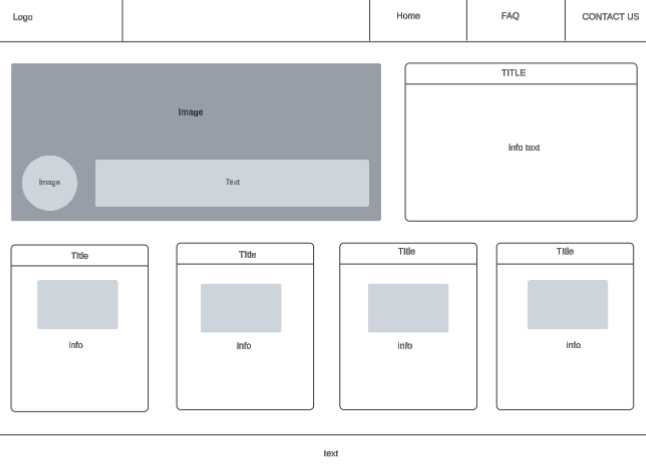 Logo
Home
FAQ
CONTACT US
Image
Image
Text
TITLE
info text
Title
info
Title
info
Title
info
Title
info
text